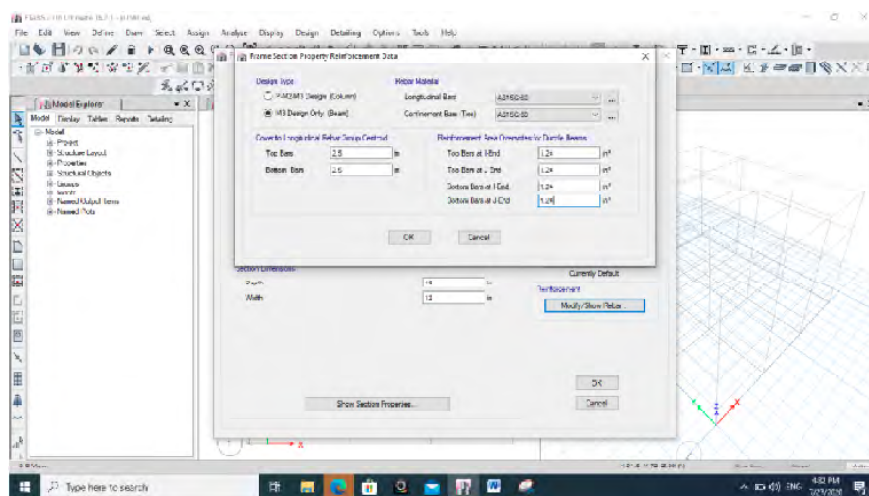 File Edit View Define Draw Select Assign Analyze Display Design Detailing Options Tools Help
Frame Section Property Reinforcement Data
X
Design Type
Rebar Material
P-M2-M3 Design (Column)
Longitudinal Bars
M3 Design Only (Beam)
Confinement Bars (Ties)
Cover to Longitudinal Rebar Group Centroid
Reinforcement Area Overwrites for Ductile Beams
Top Bars 2.5 in
Top Bars at I-End 1.24 in²
Bottom Bars 2.5 in
Top Bars at J-End 1.24 in²
Bottom Bars at I-End 1.24 in²
Bottom Bars at J-End 1.24 in²
OK Cancel
Model Explorer
Model Display Tables Reports Detailing
Model
Project
Structure Layout
Properties
Structural Objects
Groups
Named Output Items
Named Plots
Section Dimensions
Depth
Width 12 in
Currently Default
Reinforcement
Modify/Show Rebar...
OK
Show Section Properties...
Cancel
X
X
Type here to search
ENG
4:32 PM